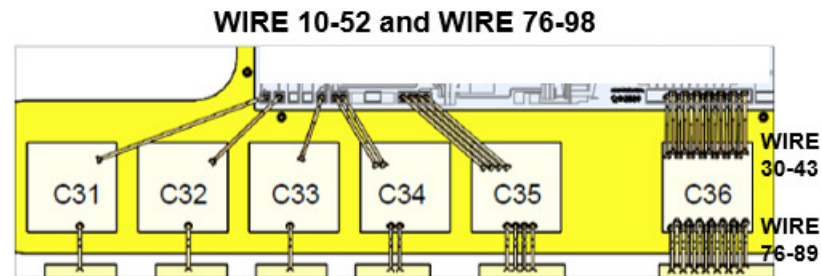 WIRE 10-52 and WIRE 76-98
WIRE
30-43
C31 C32 C33 C34 C35 C36
WIRE
76-89